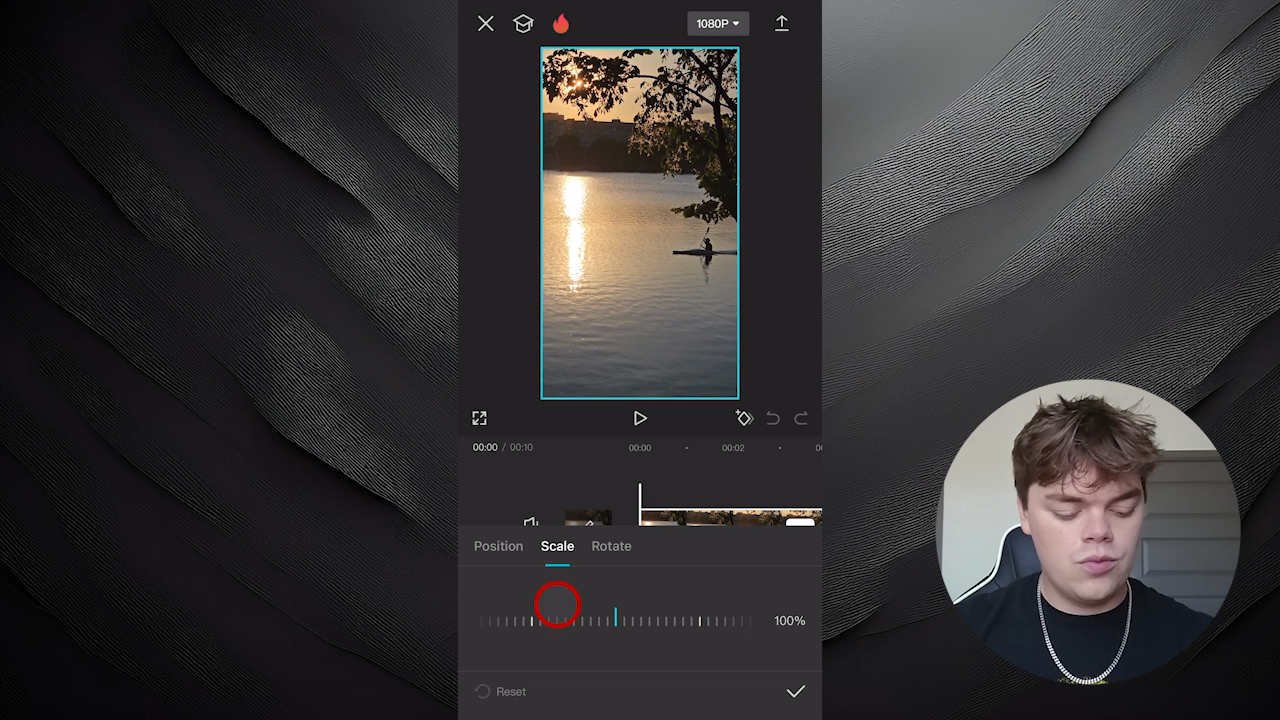 1080P
00:00 / 00:10
00:00
00:02
Position Scale Rotate
100%
Reset